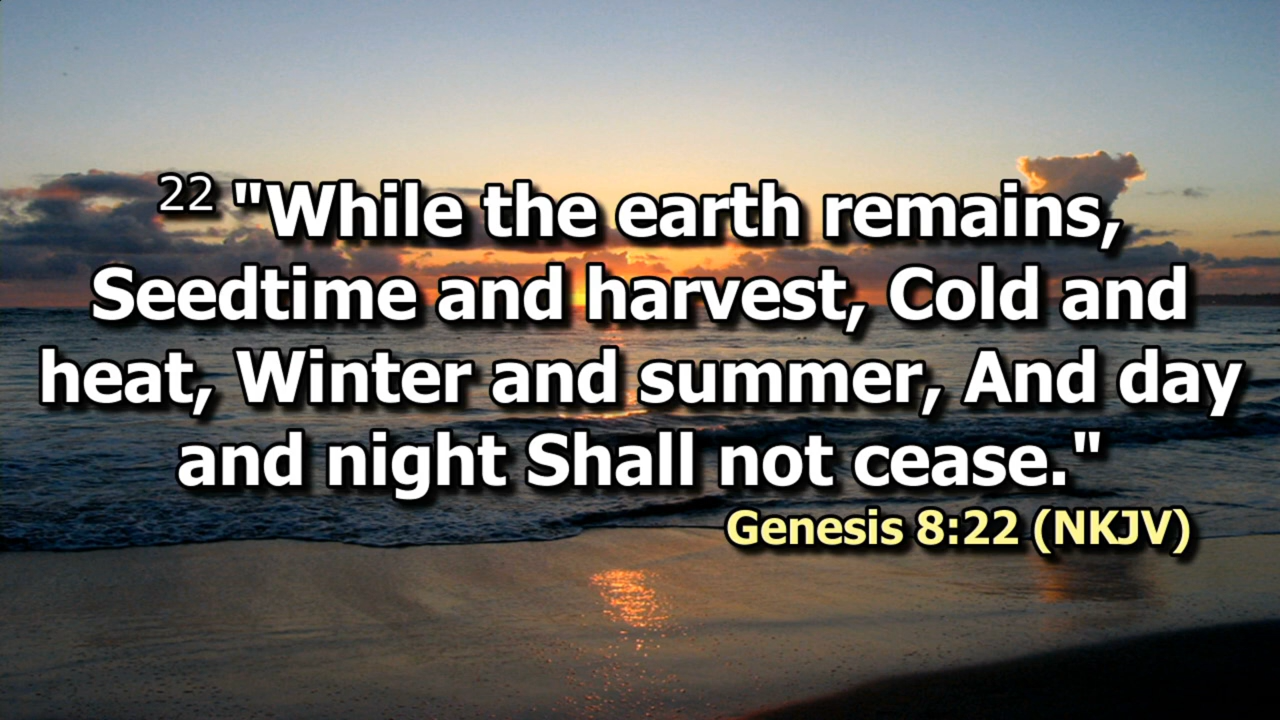 22 "While the earth remains,
Seedtime and harvest, Cold and
heat, Winter and summer, And day
and night Shall not cease."
Genesis 8:22 (NKJV)